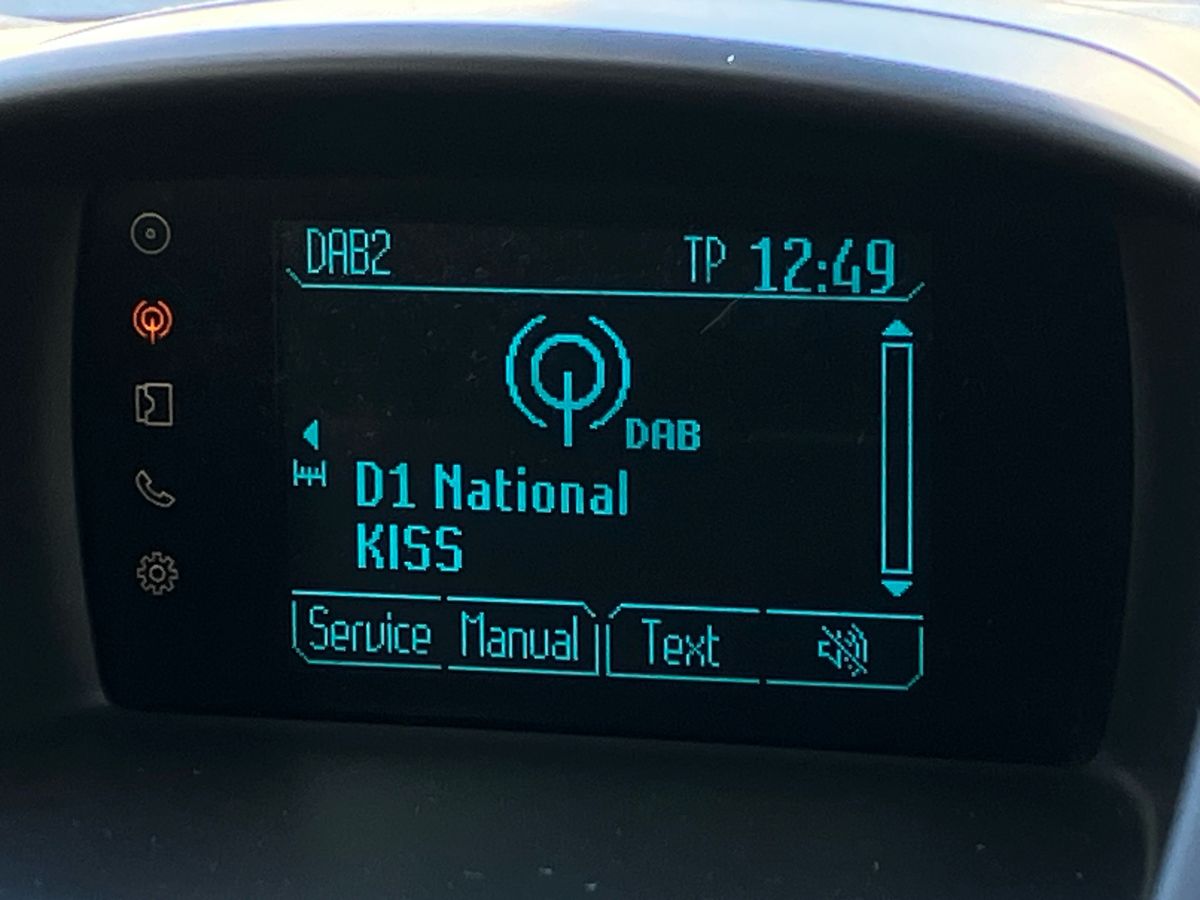 DAB2 TP 12:49
DAB
D1 National
KISS
Service Manual Text